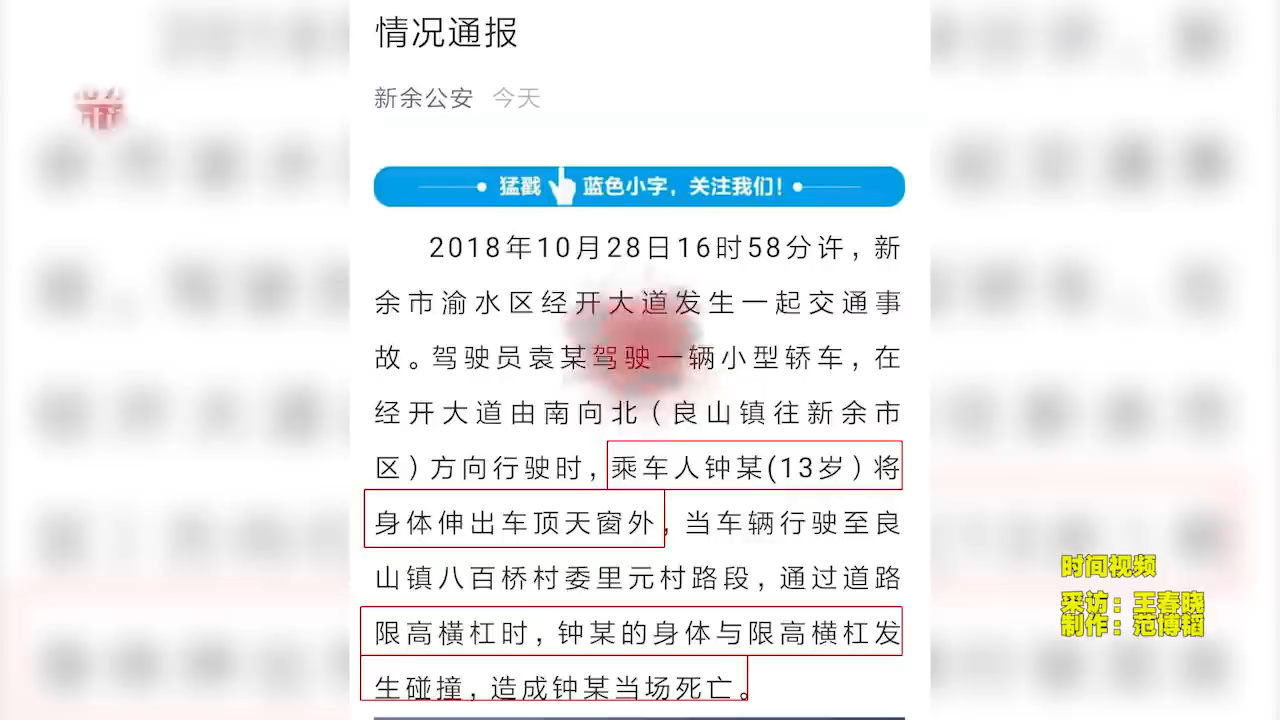 情况通报
新余公安 今天
猛戳 蓝色小字，关注我们！
2018年10月28日16时58分许，新
余市渝水区经开大道发生一起交通事
故。驾驶员袁某驾驶一辆小型轿车，在
经开大道由南向北（良山镇往新余市
区）方向行驶时，乘车人钟某(13岁）将
身体伸出车顶天窗外，当车辆行驶至良
山镇八百桥村委里元村路段，通过道路
限高横杠时，钟某的身体与限高横杠发
生碰撞，造成钟某当场死亡。
时间视频
采访：王春晓
制作：范博韬